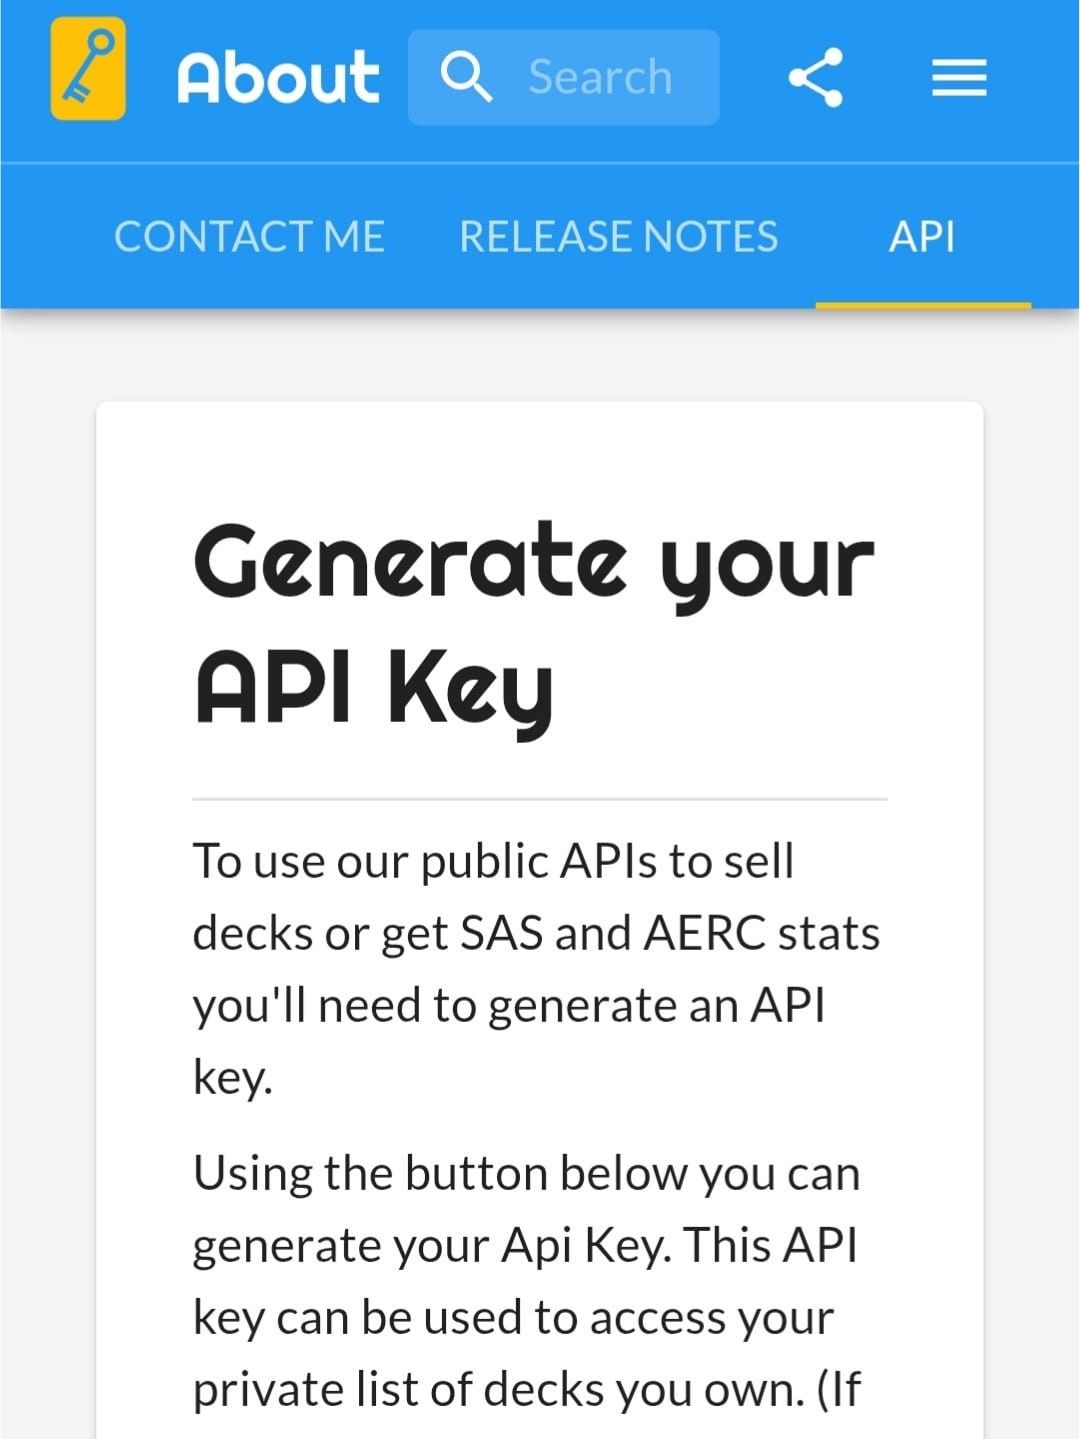 About
Search
CONTACT ME
RELEASE NOTES
API
Generate your
API Key
To use our public APIs to sell
decks or get SAS and AERC stats
you'll need to generate an API
key.
Using the button below you can
generate your Api Key. This API
key can be used to access your
private list of decks you own. (If